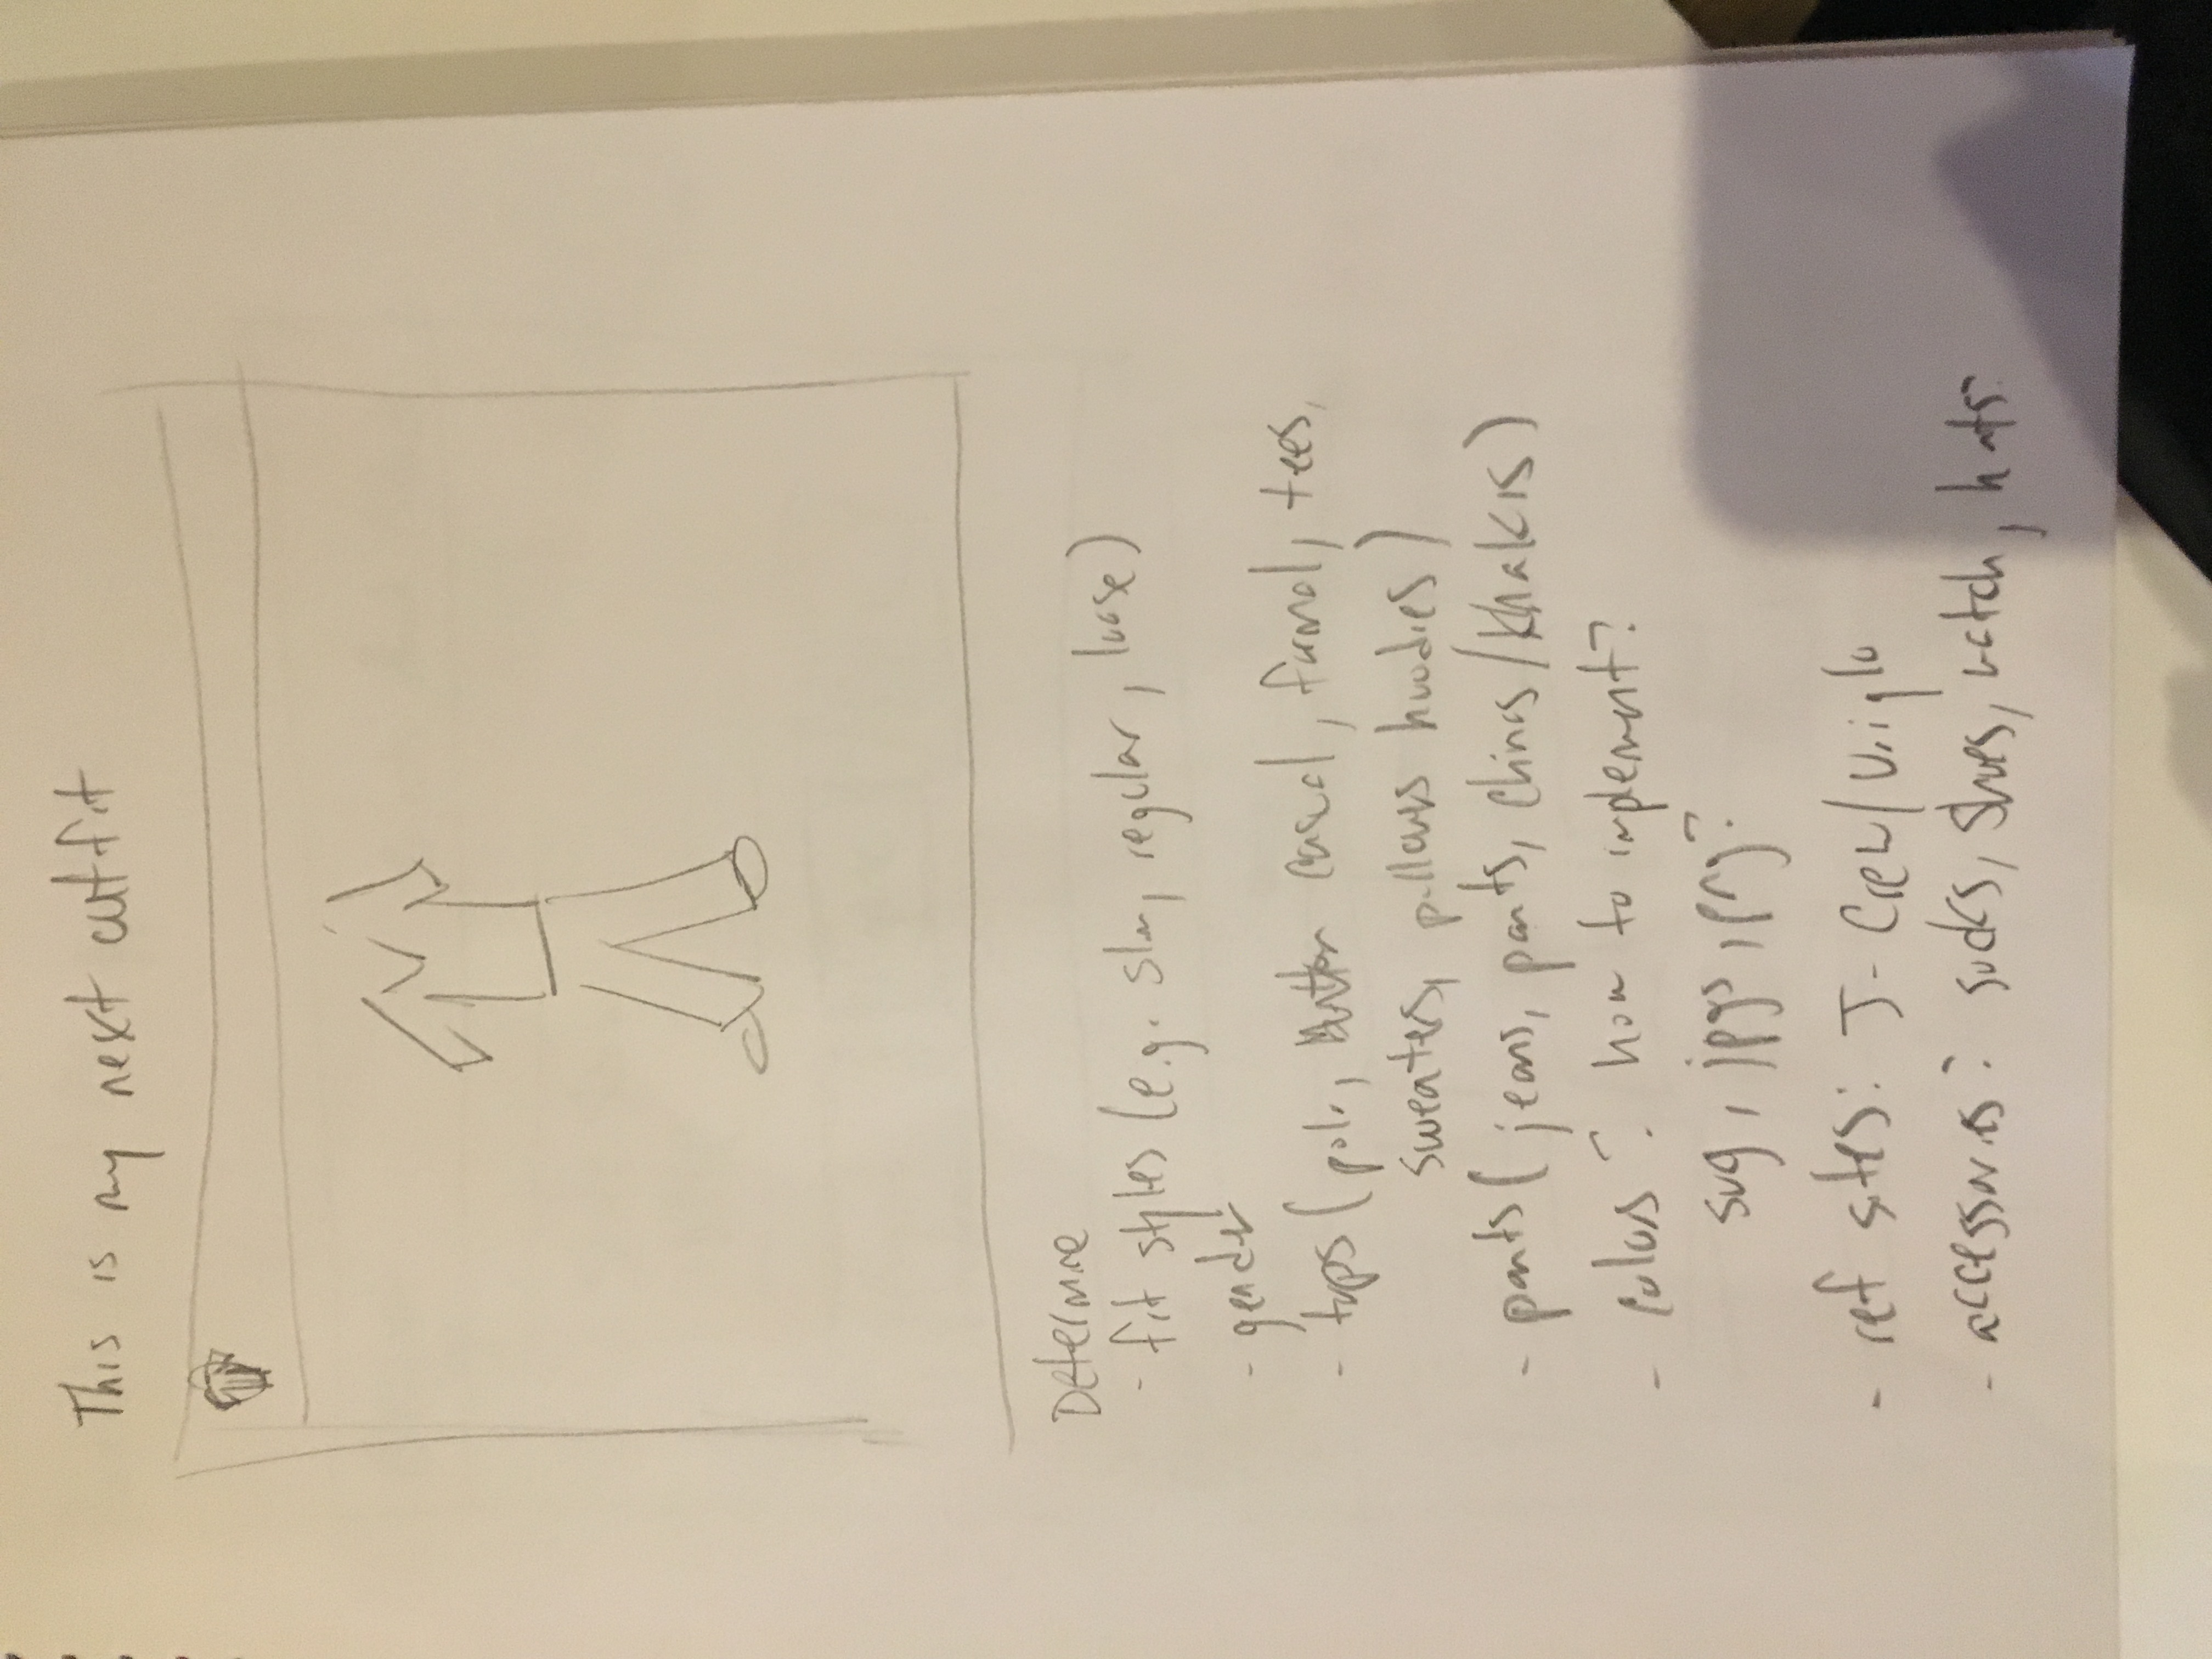 This is my next outfit
Determine
- fit styles (e.g. slim, regular, loose)
- gender
- tops (polo, casual, formal, tees,
sweaters, pullovers hoodies)
- pants (jeans, pants, chinos/khakis)
- colors? how to implement?
svg, jpgs, png?
- ref sites: J-Crew/Uniqlo
- accessories? socks, shoes, watch, hats?